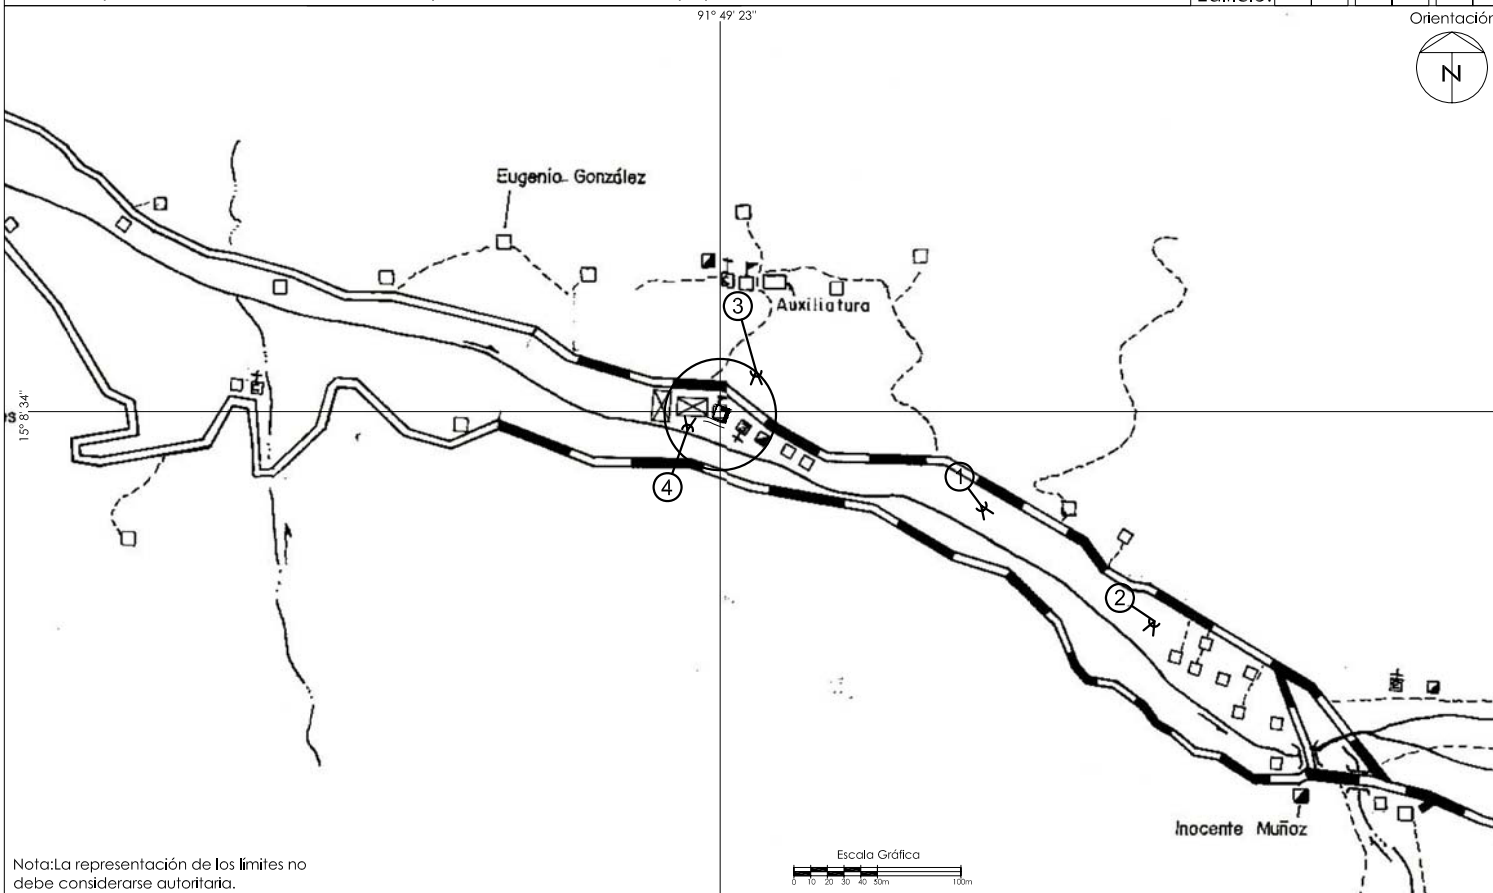 91° 49' 23"
Orientación
N
Eugenio González
3
Auxiliatura
15° 8' 34"
4
1
2
Inocente Muñoz
Nota:La representación de los límites no
debe considerarse autoritaria.
Escala Gráfica
0 10 20 30 40 50m 100m